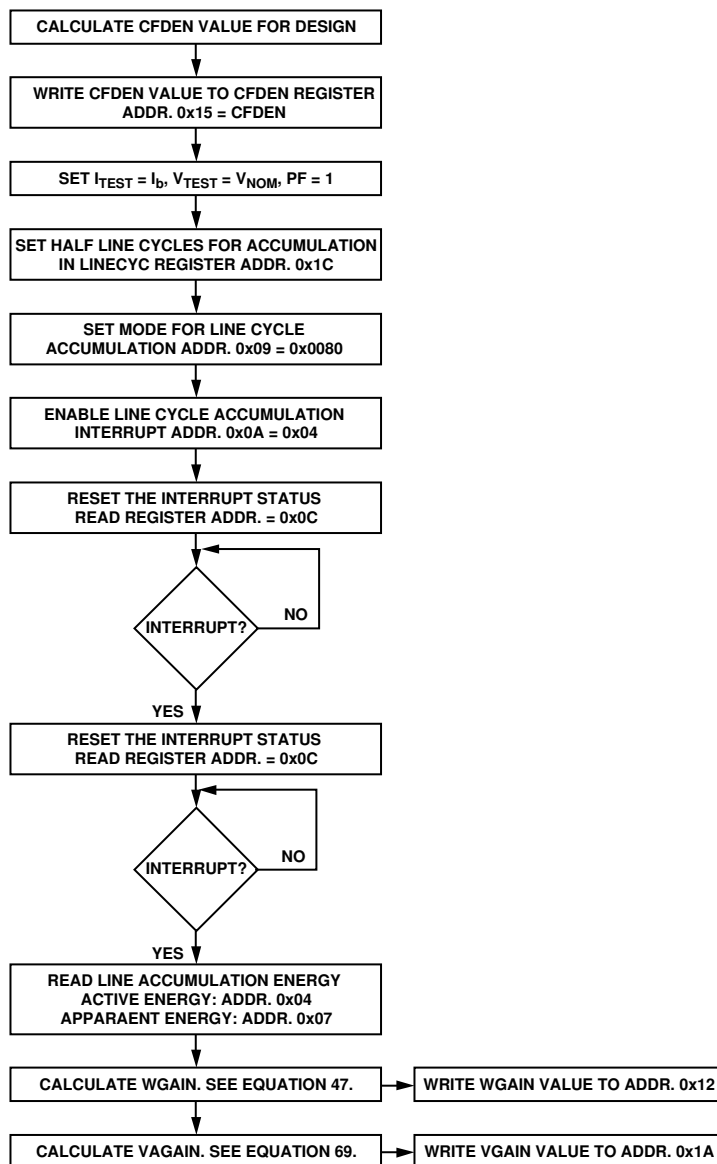 CALCULATE CFDEN VALUE FOR DESIGN
WRITE CFDEN VALUE TO CFDEN REGISTER
ADDR. 0x15 = CFDEN
SET I_TEST = I_b, V_TEST = V_NOM, PF = 1
SET HALF LINE CYCLES FOR ACCUMULATION
IN LINECYC REGISTER ADDR. 0x1C
SET MODE FOR LINE CYCLE
ACCUMULATION ADDR. 0x09 = 0x0080
ENABLE LINE CYCLE ACCUMULATION
INTERRUPT ADDR. 0x0A = 0x04
RESET THE INTERRUPT STATUS
READ REGISTER ADDR. = 0x0C
INTERRUPT?
NO
YES
RESET THE INTERRUPT STATUS
READ REGISTER ADDR. = 0x0C
INTERRUPT?
NO
YES
READ LINE ACCUMULATION ENERGY
ACTIVE ENERGY: ADDR. 0x04
APPARAENT ENERGY: ADDR. 0x07
CALCULATE WGAIN. SEE EQUATION 47.
WRITE WGAIN VALUE TO ADDR. 0x12
CALCULATE VAGAIN. SEE EQUATION 69.
WRITE VGAIN VALUE TO ADDR. 0x1A